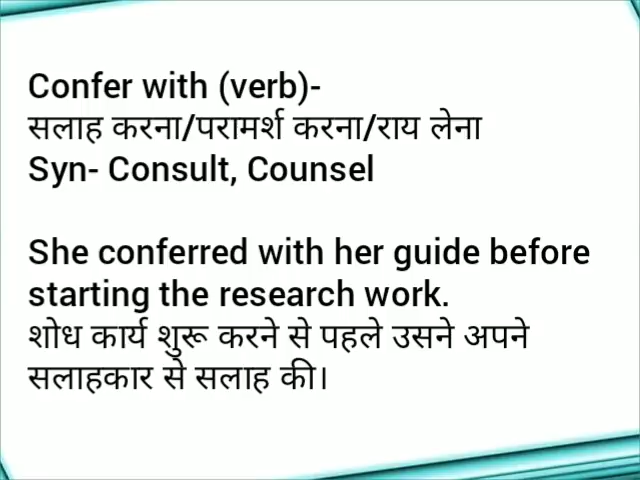 Confer with (verb)-
सलाह करना/परामर्श करना/राय लेना
Syn- Consult, Counsel
She conferred with her guide before
starting the research work.
शोध कार्य शुरू करने से पहले उसने अपने
सलाहकार से सलाह की।